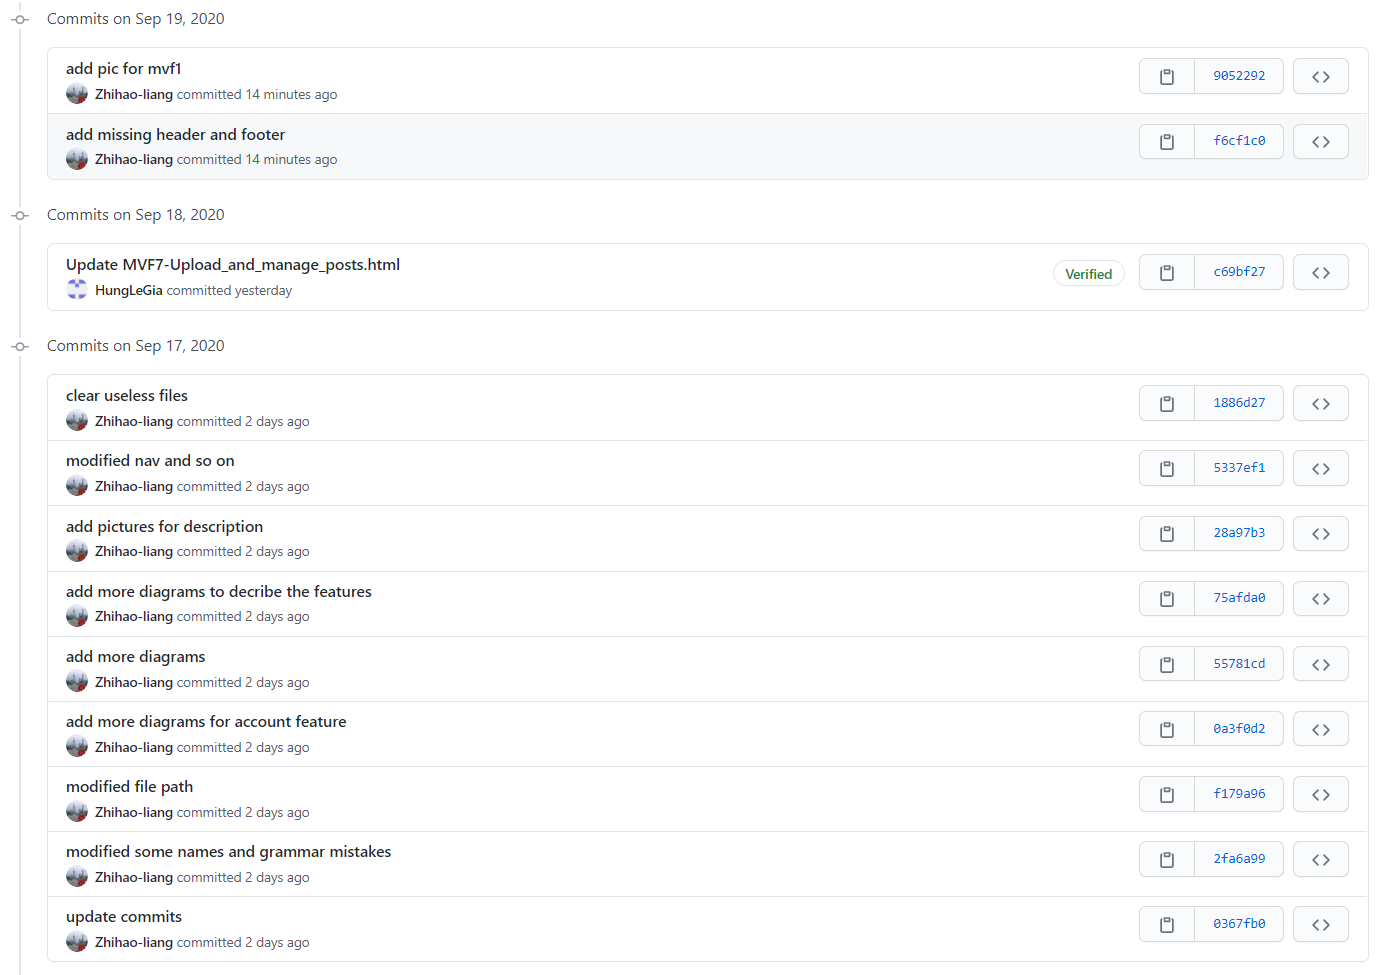 Commits on Sep 19, 2020
add pic for mvf1
Zhihao-liang committed 14 minutes ago
9052292
add missing header and footer
Zhihao-liang committed 14 minutes ago
f6cf1c0
Commits on Sep 18, 2020
Update MVF7-Upload_and_manage_posts.html
HungLeGia committed yesterday
Verified
c69bf27
Commits on Sep 17, 2020
clear useless files
Zhihao-liang committed 2 days ago
1886d27
modified nav and so on
Zhihao-liang committed 2 days ago
5337ef1
add pictures for description
Zhihao-liang committed 2 days ago
28a97b3
add more diagrams to decribe the features
Zhihao-liang committed 2 days ago
75afda0
add more diagrams
Zhihao-liang committed 2 days ago
55781cd
add more diagrams for account feature
Zhihao-liang committed 2 days ago
0a3f0d2
modified file path
Zhihao-liang committed 2 days ago
f179a96
modified some names and grammar mistakes
Zhihao-liang committed 2 days ago
2fa6a99
update commits
Zhihao-liang committed 2 days ago
0367fb0